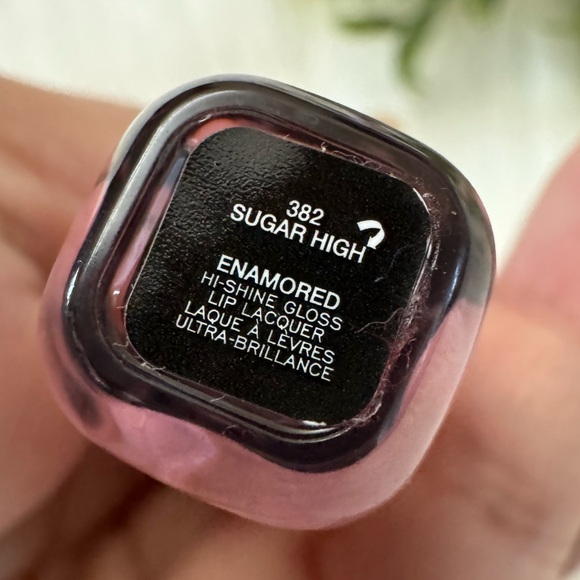 382
SUGAR HIGH
ENAMORED
HI-SHINE GLOSS
LIP LACQUER
LAQUE À LÈVRES
ULTRA-BRILLANCE